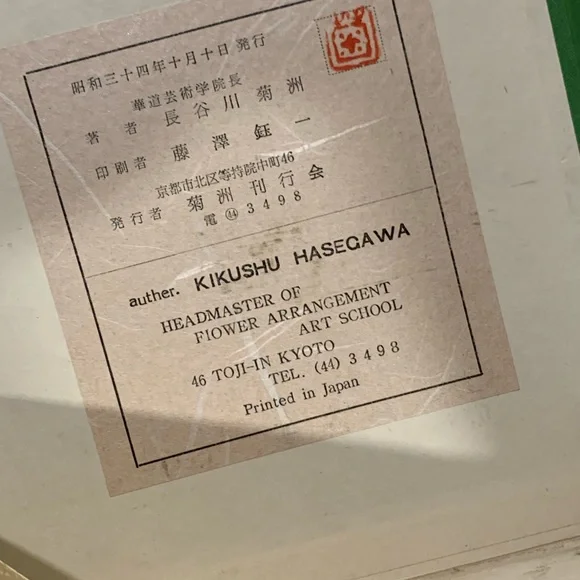 昭和三十四年十月十日発行
華道芸術学院長
著者 長谷川菊洲
印刷者 藤澤鈺一
京都市北区等持院中町46
発行者 菊洲刊行会
電㊹3498
auther. KIKUSHU HASEGAWA
HEADMASTER OF
FlOWER ARRANGEMENT
ART SCHOOL
46 TOJI-IN KYOTO
TEL. (44) 3498
Printed in Japan